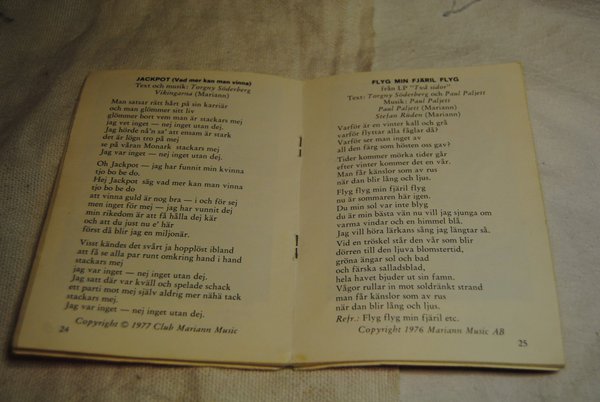 JACKPOT (Vad mer kan man vinna)
Text och musik: Torgny Söderberg
Vikingarna (Mariann)
Man satsar rätt hårt på sin karriär
och man glömmer sitt liv
glömmer bort vem man är stackars mej
jag vet inget — nej inget utan dej.
Jag hörde nå'n sa' att ensam är stark
det är lögn tro på mej
se på våran Monark stackars mej
Jag var inget — nej inget utan dej.
Oh Jackpot — jag har funnit min kvinna
tjo bo be do.
Hej Jackpot säg vad mer kan man vinna
tjo bo be do
att vinna guld är nog bra — i och för sej
men inget för mej — jag har vunnit dej
min rikedom är att få hålla dej kär
och att du just nu e' här
först då blir jag en miljonär.
Visst kändes det svårt ja hopplöst ibland
att få se alla par runt omkring hand i hand
stackars mej
jag var inget — nej inget utan dej.
Jag satt där var kväll och spelade schack
ett parti mot mej själv aldrig mer nähä tack
stackars mej.
Jag var inget — nej inget utan dej.
Copyright © 1977 Club Mariann Music
24
FLYG MIN FJÄRIL FLYG
från LP "Två sidor"
Text: Torgny Söderberg och Paul Paljett
Musik: Paul Paljett
Paul Paljett (Mariann)
Stefan Rüden (Mariann)
Varför är en vinter kall och grå
varför flyttar alla fåglar då?
Varför ser man inget av
all den färg som hösten oss gav?
Tider kommer mörka tider går
efter vinter kommer det en vår.
Man får känslor som av rus
när dan blir lång och ljus.
Flyg flyg min fjäril flyg
nu är sommaren här igen.
Du min sol var inte blyg
du är min bästa vän nu vill jag sjunga om
varma vindar och en himmel blå.
Jag vill höra lärkans sång jag längtar så.
Vid en tröskel står den vår som blir
dörren till den ljuva blomstertid,
gröna ängar sol och bad
och färska salladsblad,
hela havet bjuder ut sin famn.
Vågor rullar in mot soldränkt strand
man får känslor som av rus
när dan blir lång och ljus.
Refr.: Flyg flyg min fjäril etc.
Copyright 1976 Mariann Music AB
25